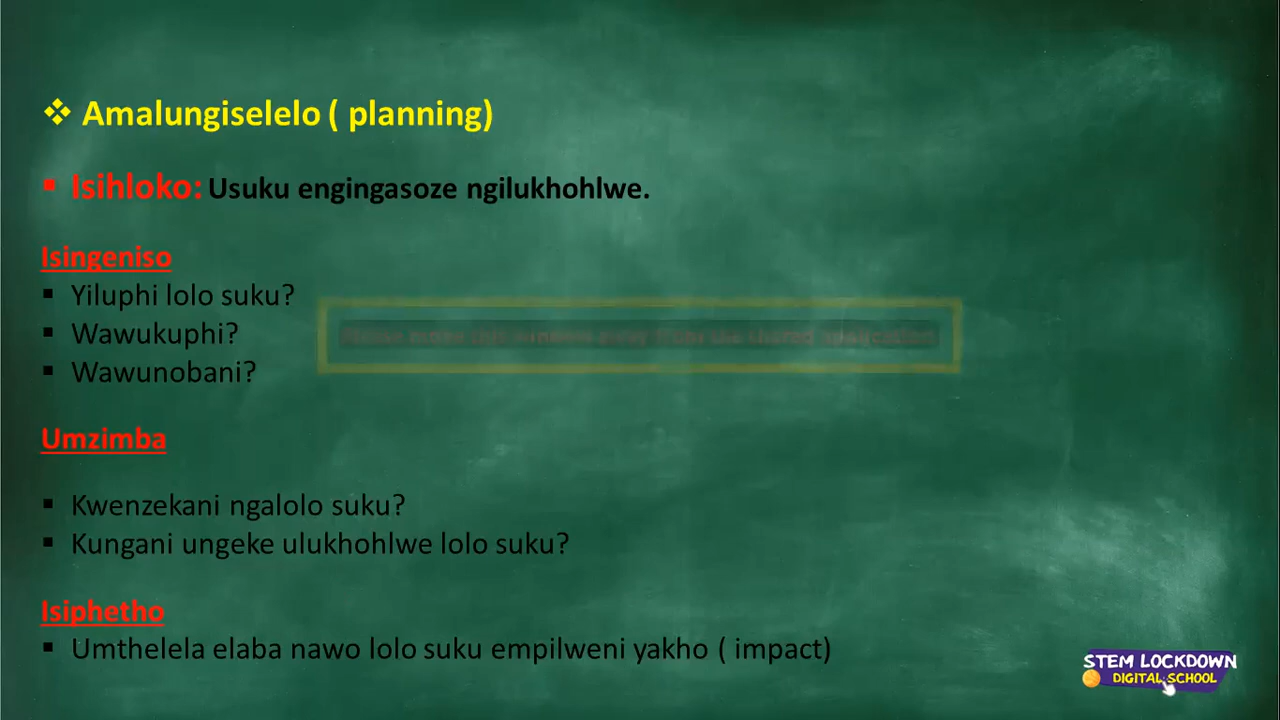 ❖ Amalungiselelo ( planning)
▪ Isihloko: Usuku engingasoze ngilukhohlwe.
Isingeniso
▪ Yiluphi lolo suku?
▪ Wawukuphi?
▪ Wawunobani?
Umzimba
▪ Kwenzekani ngalolo suku?
▪ Kungani ungeke ulukhohlwe lolo suku?
Isiphetho
▪ Umthelela elaba nawo lolo suku empilweni yakho ( impact)
STEM LOCKDOWN
DIGITAL SCHOOL